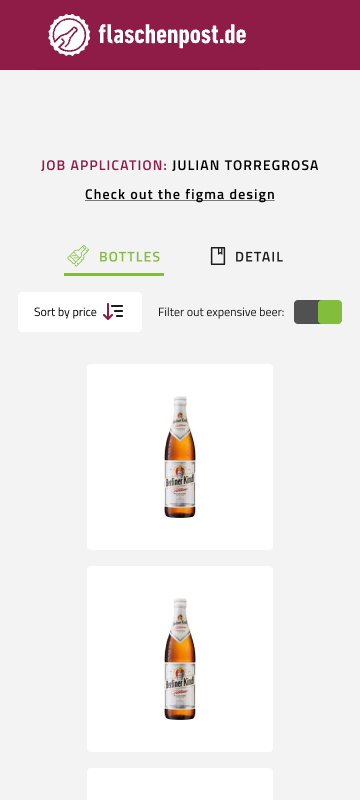 flaschenpost.de
JOB APPLICATION: JULIAN TORREGROSA
Check out the figma design
BOTTLES
DETAIL
Sort by price
Filter out expensive beer:
Berliner Kindl
Berliner Kindl